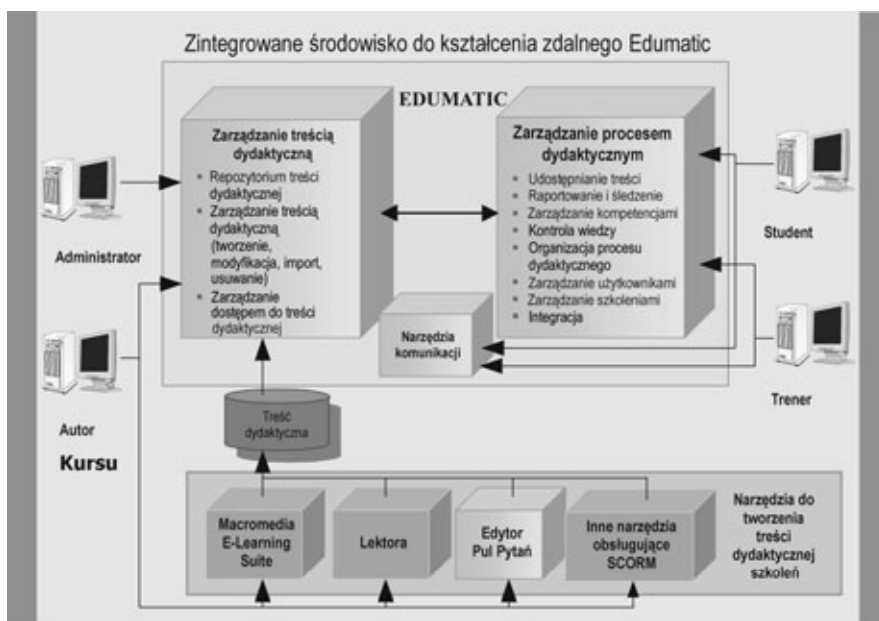 Zintegrowane środowisko do kształcenia zdalnego Edumatic
EDUMATIC
Zarządzanie treścią
dydaktyczną
▪ Repozytorium treści
dydaktycznej
▪ Zarządzanie treścią
dydaktyczną
(tworzenie,
modyfikacja, import,
usuwanie)
▪ Zarządzanie
dostępem do treści
dydaktycznej
Zarządzanie procesem
dydaktycznym
▪ Udostępnianie treści
▪ Raportowanie i śledzenie
▪ Zarządzanie kompetencjami
▪ Kontrola wiedzy
▪ Organizacja procesu
dydaktycznego
▪ Zarządzanie użytkownikami
▪ Zarządzanie szkoleniami
▪ Integracja
Narzędzia
komunikacji
Administrator
Autor
Kursu
Student
Trener
Treść
dydaktyczna
Macromedia
E-Learning
Suite
Lektora
Edytor
Pul Pytań
Inne narzędzia
obsługujące
SCORM
Narzędzia do
tworzenia
treści
dydaktycznej
szkoleń